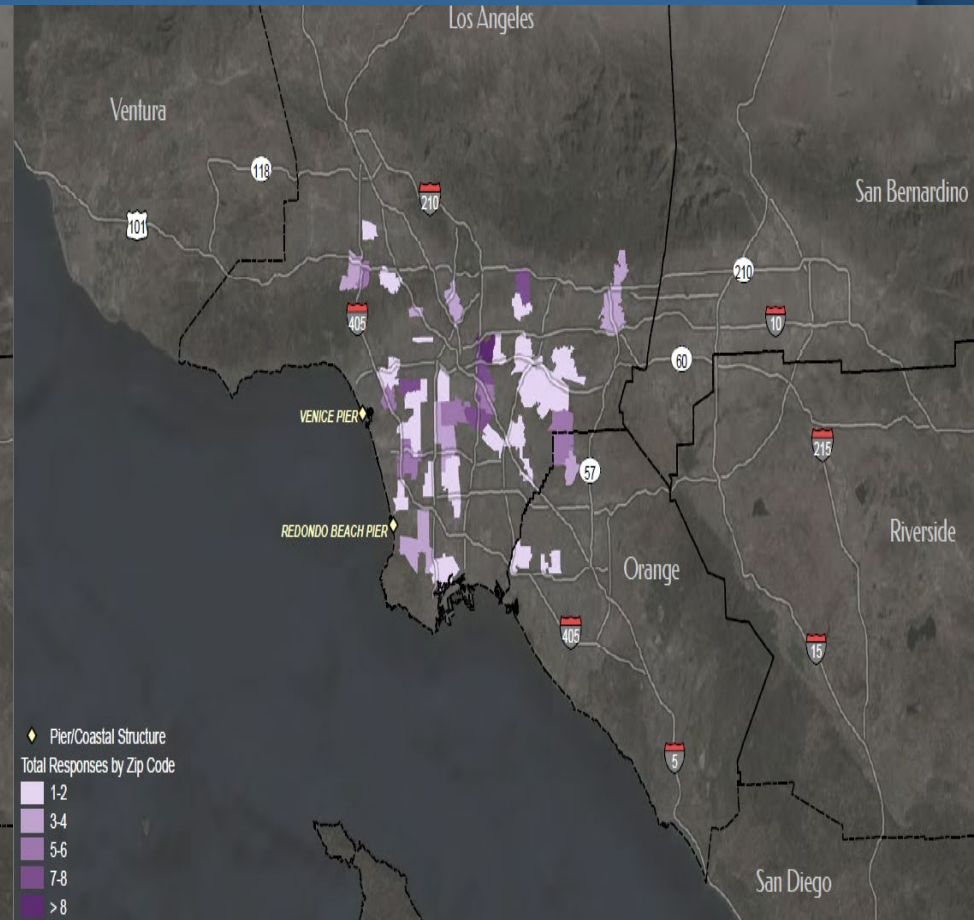 Los Angeles
Ventura
118
210
San Bernardino
101
210
405
10
60
VENICE PIER
215
57
REDONDO BEACH PIER
Riverside
Orange
405
15
Pier/Coastal Structure
5
Total Responses by Zip Code
1-2
3-4
5-6
San Diego
7-8
> 8